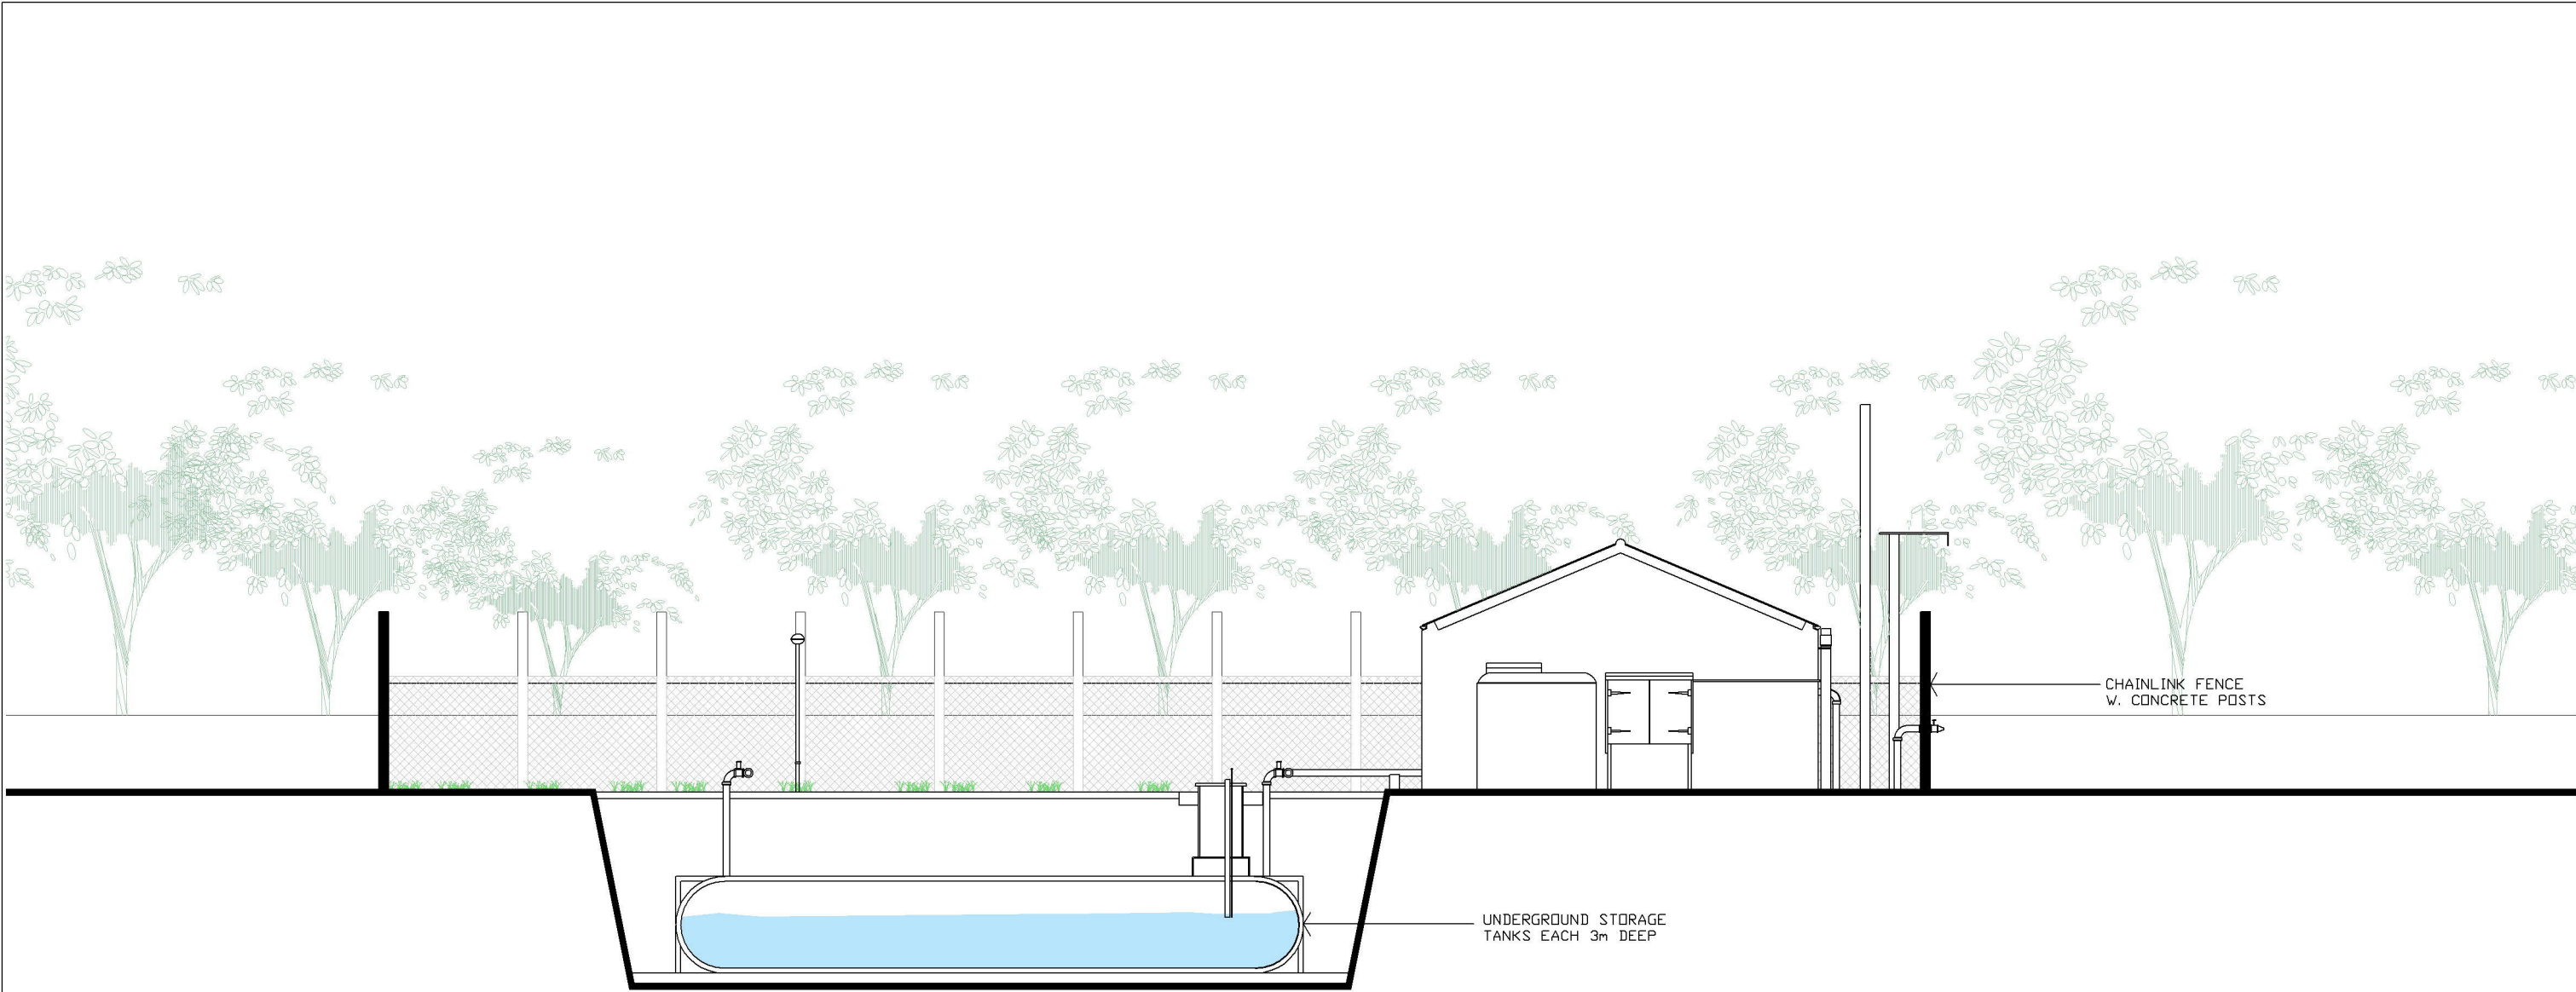 CHAINLINK FENCE
W. CONCRETE POSTS
UNDERGROUND STORAGE
TANKS EACH 3m DEEP